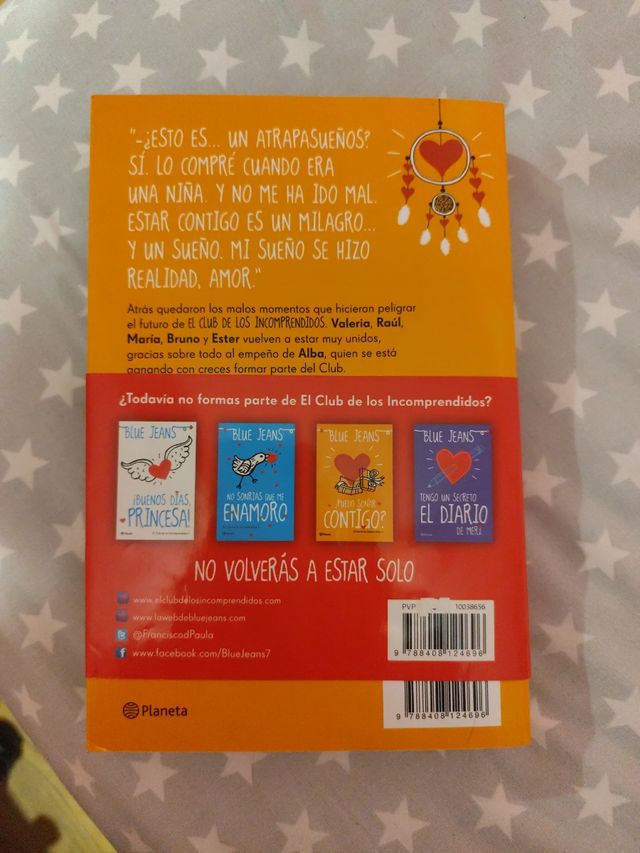 "-¿ESTO ES... UN ATRAPASUEÑOS?
SÍ. LO COMPRÉ CUANDO ERA
UNA NIÑA. Y NO ME HA IDO MAL.
ESTAR CONTIGO ES UN MILAGRO...
Y UN SUEÑO. MI SUEÑO SE HIZO
REALIDAD, AMOR."
Atrás quedaron los malos momentos que hicieron peligrar
el futuro de EL CLUB DE LOS INCOMPRENDIDOS. Valeria, Raúl,
María, Bruno y Ester vuelven a estar muy unidos,
gracias sobre todo al empeño de Alba, quien se está
ganando con creces formar parte del Club.
¿Todavía no formas parte de El Club de los Incomprendidos?
BLUE JEANS
¡BUENOS DÍAS,
PRINCESA!
Planeta
BLUE JEANS
NO SONRÍAS QUE ME
ENAMORO
Planeta
BLUE JEANS
¿PUEDO SOÑAR
CONTIGO?
Planeta
BLUE JEANS
TENGO UN SECRETO
EL DIARIO
DE MERI
Planeta
NO VOLVERÁS A ESTAR SOLO
www.elclubdelosincomprendidos.com
www.lawebdebluejeans.com
@FranciscodPaula
www.facebook.com/BlueJeans7
PVP 10038656
9 788408 124696
Planeta
9 788408 124696